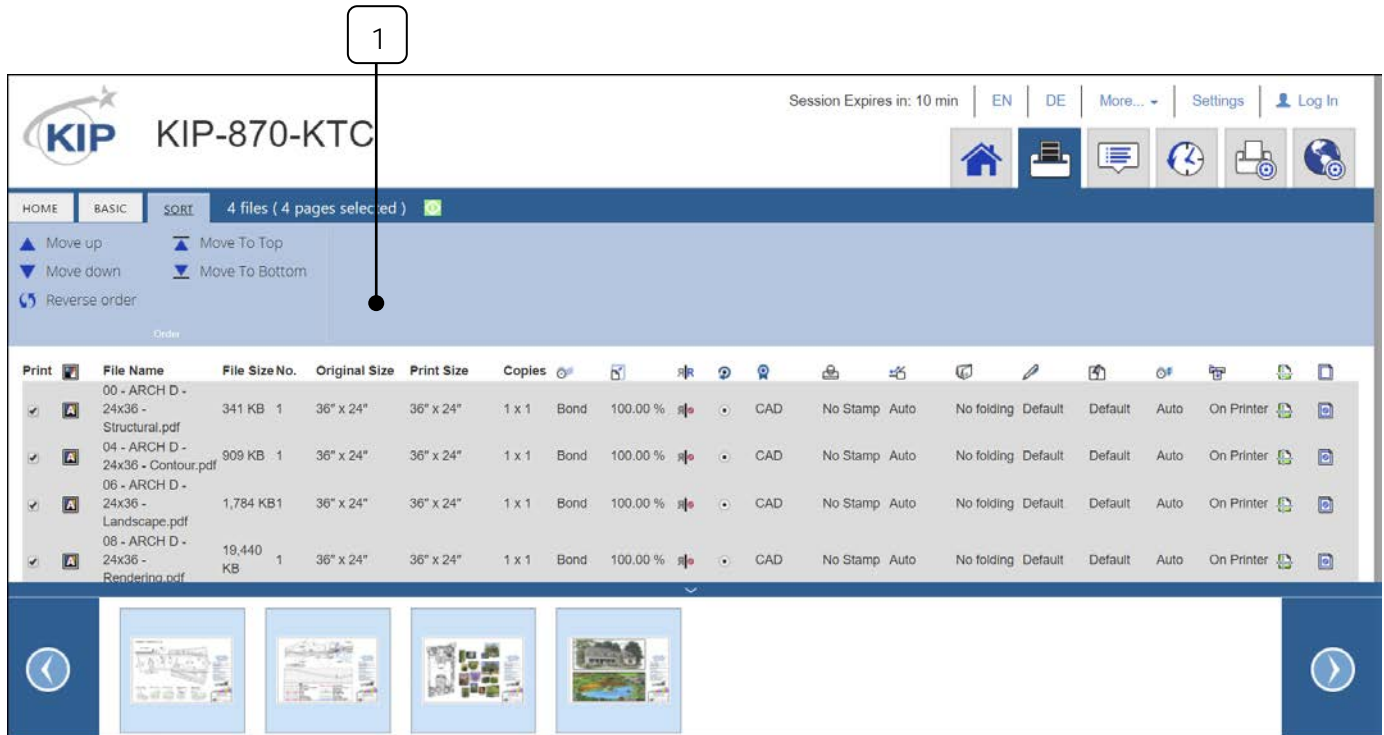 1
Session Expires in: 10 min EN DE More... Settings Log In
KIP KIP-870-KTC
HOME BASIC SORT 4 files ( 4 pages selected )
Move up Move To Top
Move down Move To Bottom
Reverse order
Order
Print File Name File Size No. Original Size Print Size Copies
00 - ARCH D -
24x36 - 341 KB 1 36" x 24" 36" x 24" 1 x 1 Bond 100.00 % CAD No Stamp Auto No folding Default Default Auto On Printer
Structural.pdf
04 - ARCH D -
24x36 - Contour.pdf 909 KB 1 36" x 24" 36" x 24" 1 x 1 Bond 100.00 % CAD No Stamp Auto No folding Default Default Auto On Printer
06 - ARCH D -
24x36 - 1,784 KB 1 36" x 24" 36" x 24" 1 x 1 Bond 100.00 % CAD No Stamp Auto No folding Default Default Auto On Printer
Landscape.pdf
08 - ARCH D -
24x36 - 19,440 KB 1 36" x 24" 36" x 24" 1 x 1 Bond 100.00 % CAD No Stamp Auto No folding Default Default Auto On Printer
Rendering.pdf